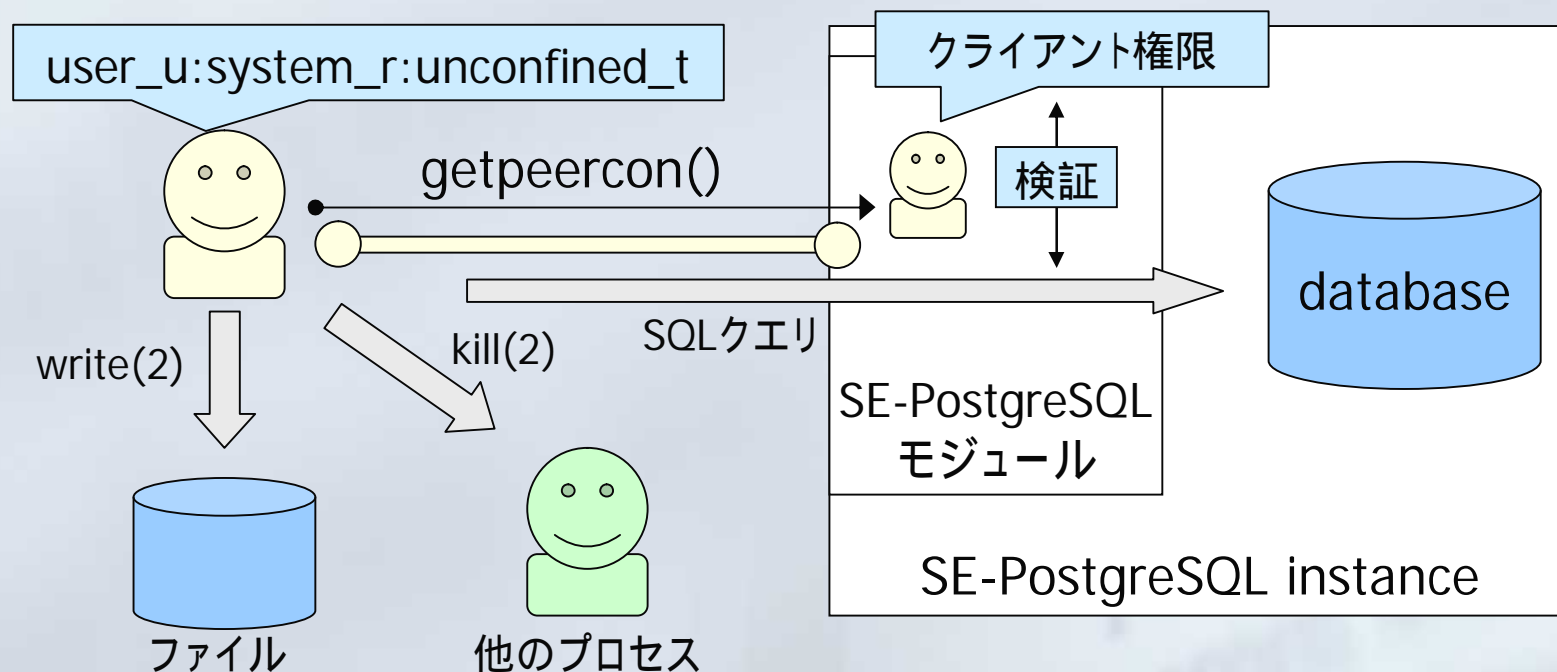 user_u:system_r:unconfined_t
クライアント権限
getpeercon()
検証
database
SQLクエリ
write(2)
kill(2)
SE-PostgreSQL
モジュール
SE-PostgreSQL instance
ファイル
他のプロセス